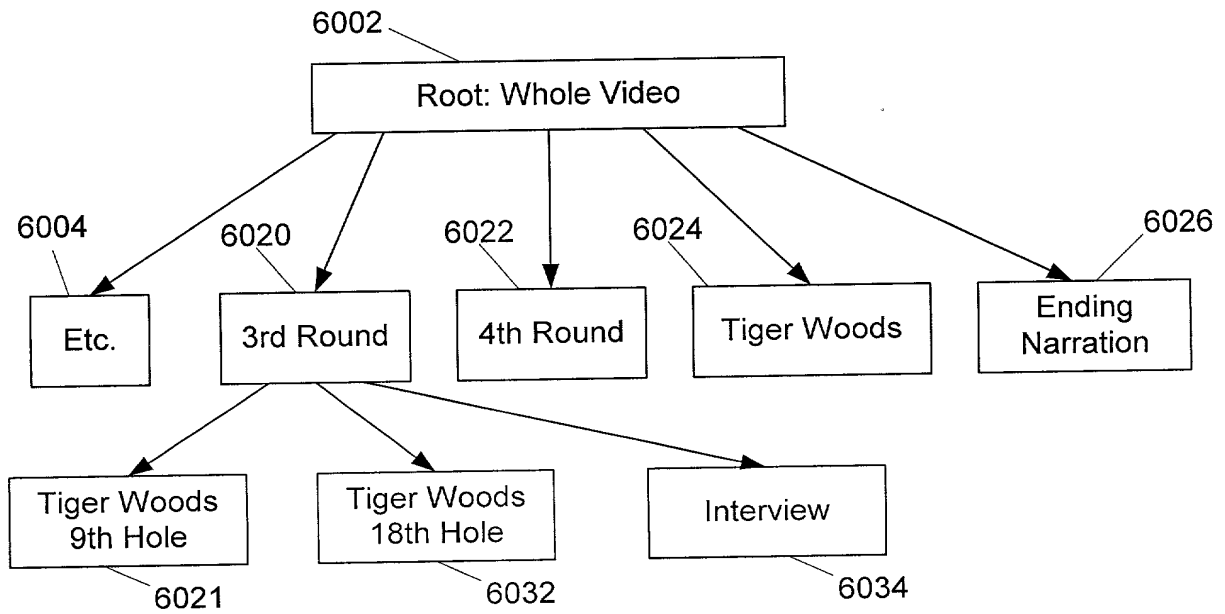 6002
Root: Whole Video
6004
6020
6022
6024
6026
Etc.
3rd Round
4th Round
Tiger Woods
Ending
Narration
Tiger Woods
9th Hole
Tiger Woods
18th Hole
Interview
6021
6032
6034